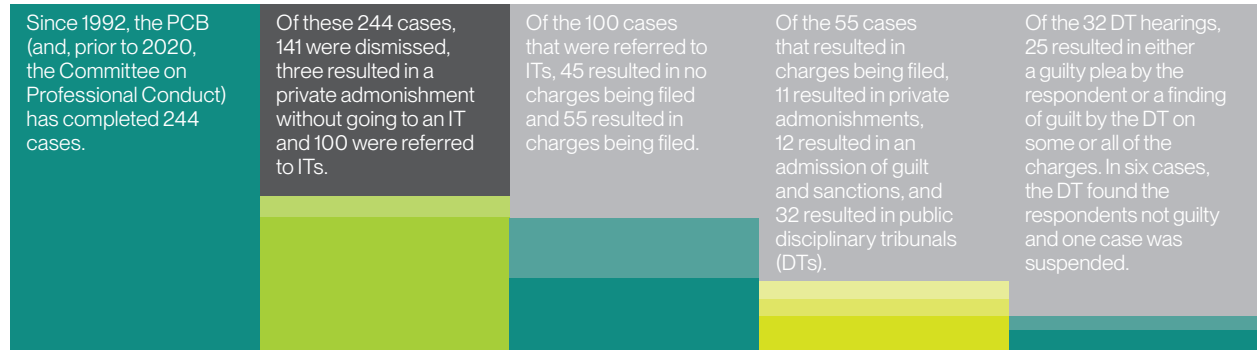 Since 1992, the PCB
(and, prior to 2020,
the Committee on
Professional Conduct)
has completed 244
cases.
Of these 244 cases,
141 were dismissed,
three resulted in a
private admonishment
without going to an IT
and 100 were referred
to ITs.
Of the 100 cases
that were referred to
ITs, 45 resulted in no
charges being filed
and 55 resulted in
charges being filed.
Of the 55 cases
that resulted in
charges being filed,
11 resulted in private
admonishments,
12 resulted in an
admission of guilt
and sanctions, and
32 resulted in public
disciplinary tribunals
(DTs).
Of the 32 DT hearings,
25 resulted in either
a guilty plea by the
respondent or a finding
of guilt by the DT on
some or all of the
charges. In six cases,
the DT found the
respondents not guilty
and one case was
suspended.